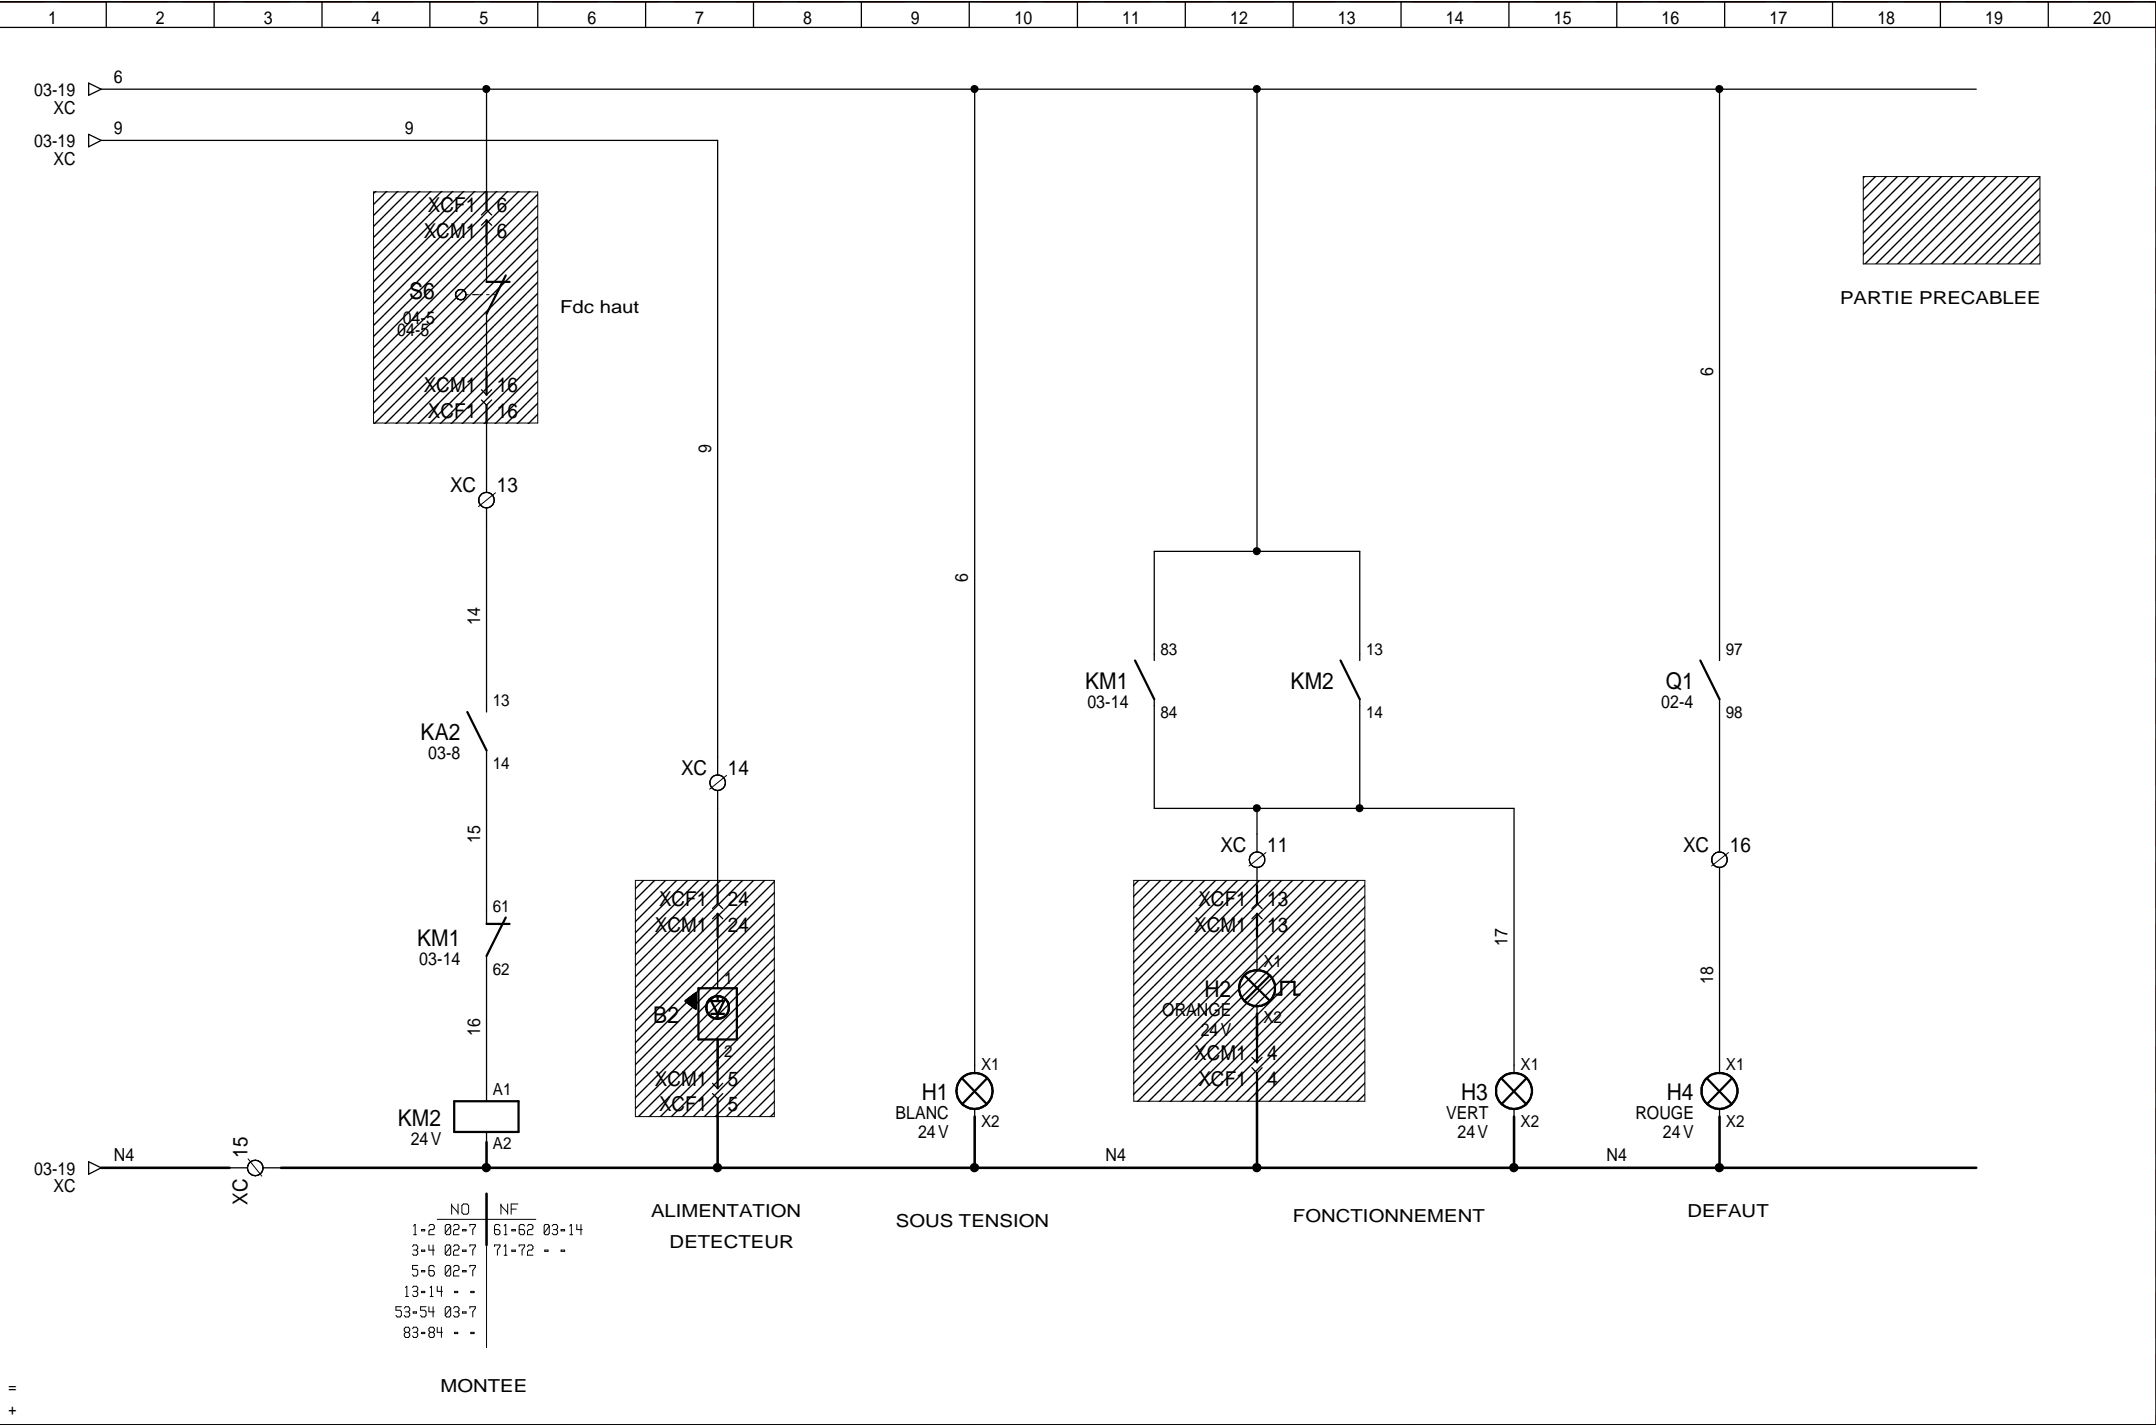 1 2 3 4 5 6 7 8 9 10 11 12 13 14 15 16 17 18 19 20
03-19 6
XC
03-19 9 9
XC
XCF1 6
XCM1 6
S6
04-5
04-5
Fdc haut
XCM1 16
XCF1 16
XC 13
14
KA2
03-8
13
14
15
KM1
03-14
61
62
16
KM2
24 V
A1
A2
9
XC 14
XCF1 24
XCM1 24
B2
1
2
XCM1 5
XCF1 5
6
H1
BLANC
24 V
X1
X2
KM1
03-14
83
84
KM2
13
14
XC 11
XCF1 13
XCM1 13
H2
ORANGE
24 V
X1
X2
XCM1 4
XCF1 4
17
H3
VERT
24 V
X1
X2
6
Q1
02-4
97
98
XC 16
18
H4
ROUGE
24 V
X1
X2
PARTIE PRECABLEE
03-19 N4
XC
XC 15
N4
N4
NO NF
1-2 02-7 61-62 03-14
3-4 02-7 71-72 - -
5-6 02-7
13-14 - -
53-54 03-7
83-84 - -
MONTEE
ALIMENTATION
DETECTEUR
SOUS TENSION
FONCTIONNEMENT
DEFAUT
=
+